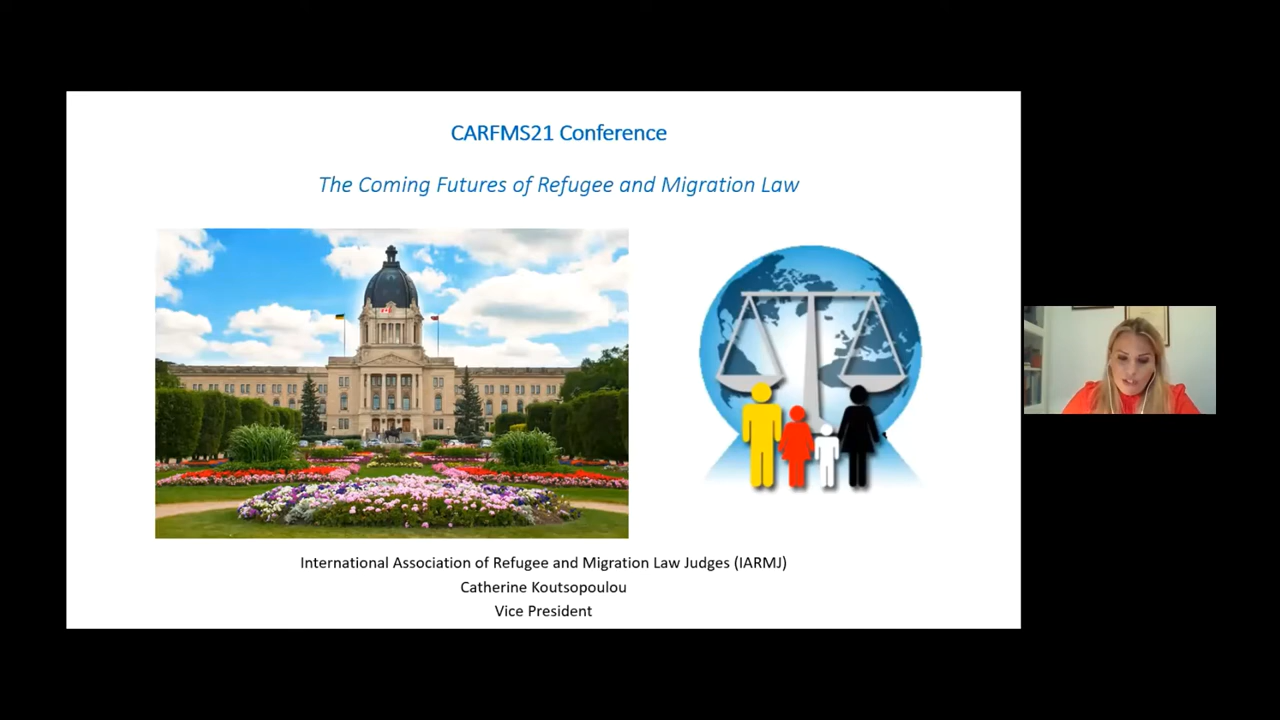 CARFMS21 Conference
The Coming Futures of Refugee and Migration Law
International Association of Refugee and Migration Law Judges (IARMJ)
Catherine Koutsopoulou
Vice President